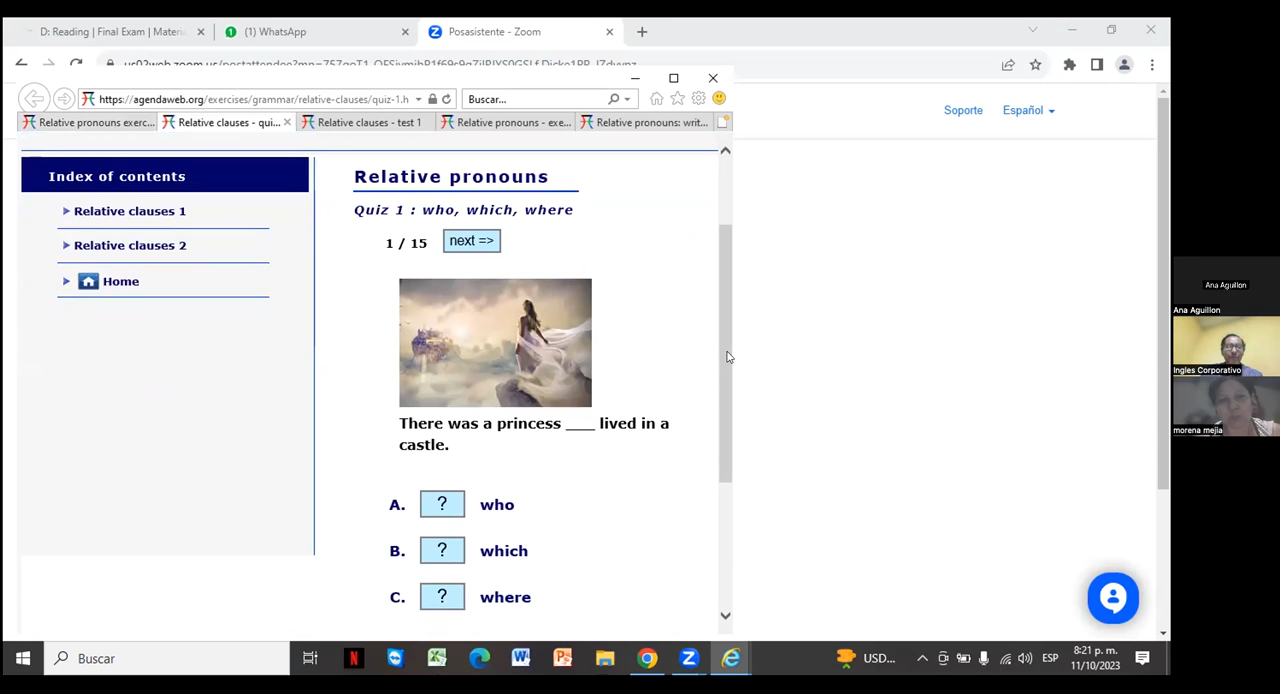 D: Reading | Final Exam | Materia
(1) WhatsApp
Posasistente - Zoom
https://agendaweb.org/exercises/grammar/relative-clauses/quiz-1.h
Buscar...
Relative pronouns exerc...
Relative clauses - qui...
Relative clauses - test 1
Relative pronouns - exe...
Relative pronouns: writ...
Soporte
Español
Index of contents
Relative clauses 1
Relative clauses 2
Home
Relative pronouns
Quiz 1 : who, which, where
1 / 15
next =>
There was a princess ___ lived in a
castle.
A. ? who
B. ? which
C. ? where
Ana Aguillon
Ana Aguillon
Ingles Corporativo
morena mejia
Buscar
USD...
ESP
8:21 p. m.
11/10/2023